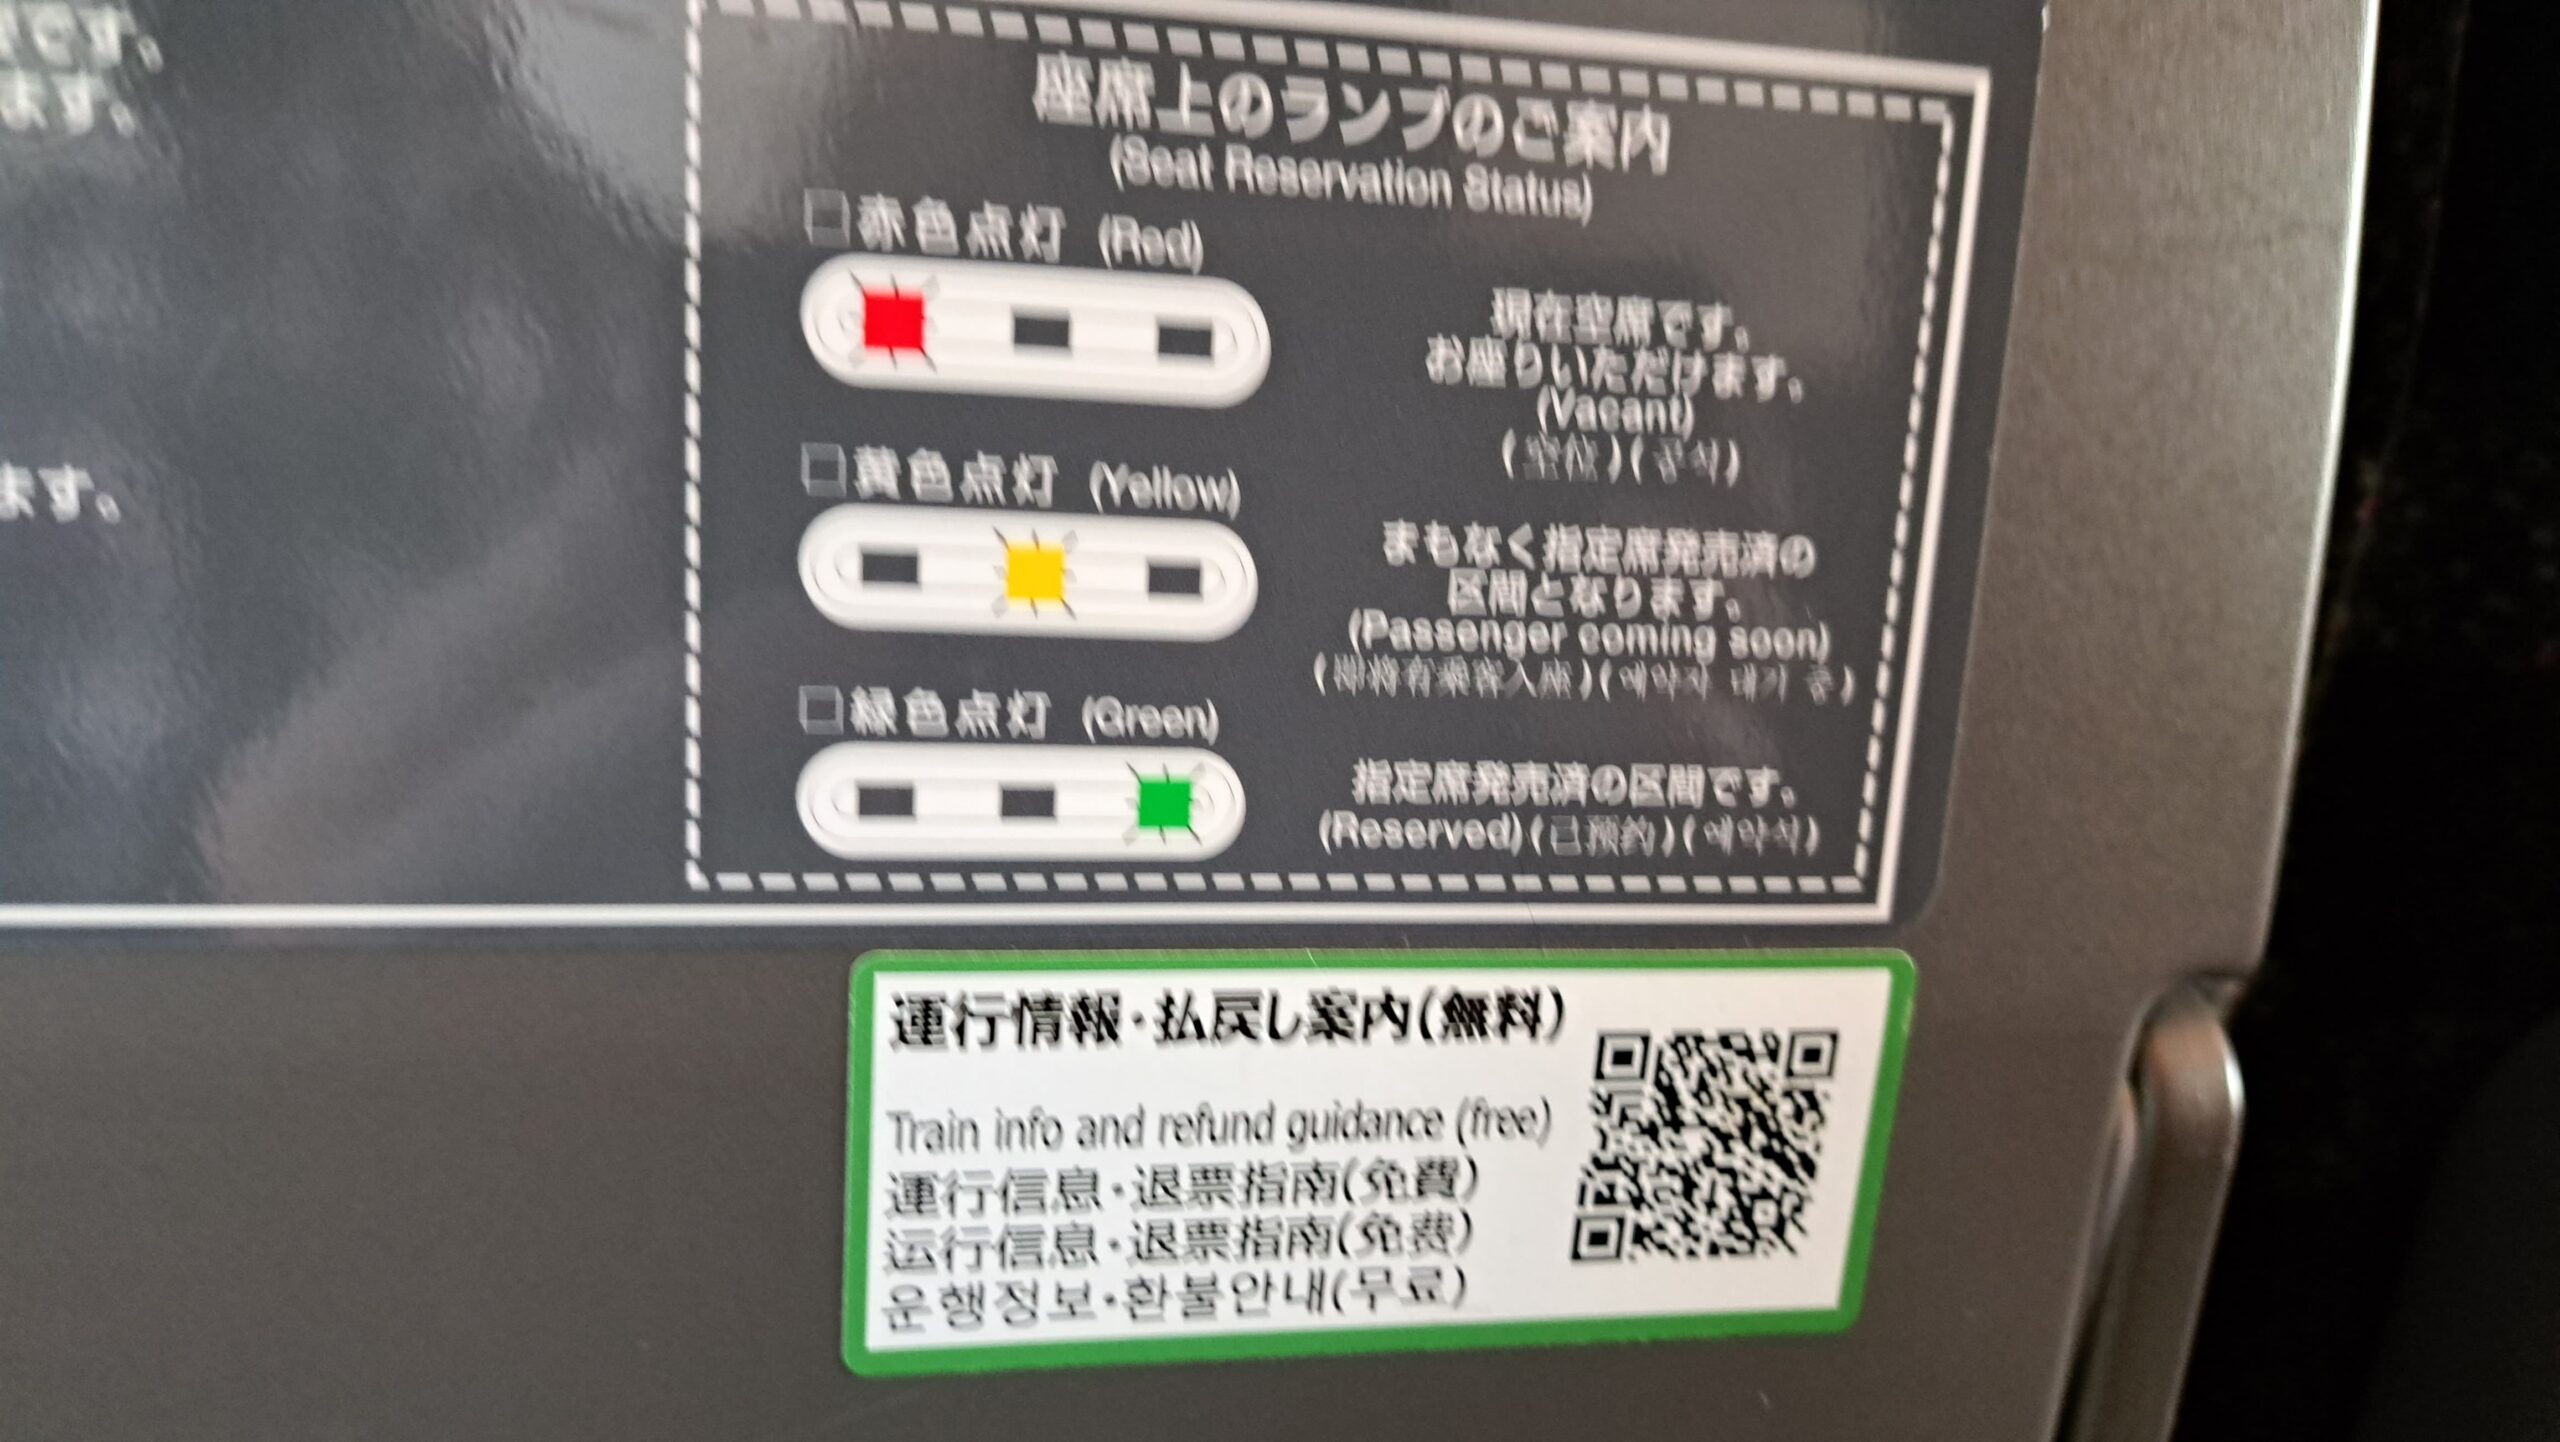 です。
ます。
ます。
座席上のランプのご案内
(Seat Reservation Status)
□赤色点灯 (Red)
現在空席です。
お座りいただけます。
(Vacant)
(空位)(공석)
□黄色点灯 (Yellow)
まもなく指定席発売済の
区間となります。
(Passenger coming soon)
(即将有乘客入座)(예약자 대기 중)
□緑色点灯 (Green)
指定席発売済の区間です。
(Reserved)(已预约)(예약석)
運行情報・払戻し案内(無料)
Train info and refund guidance (free)
運行信息・退票指南(免費)
运行信息・退票指南(免费)
운행정보・환불안내(무료)